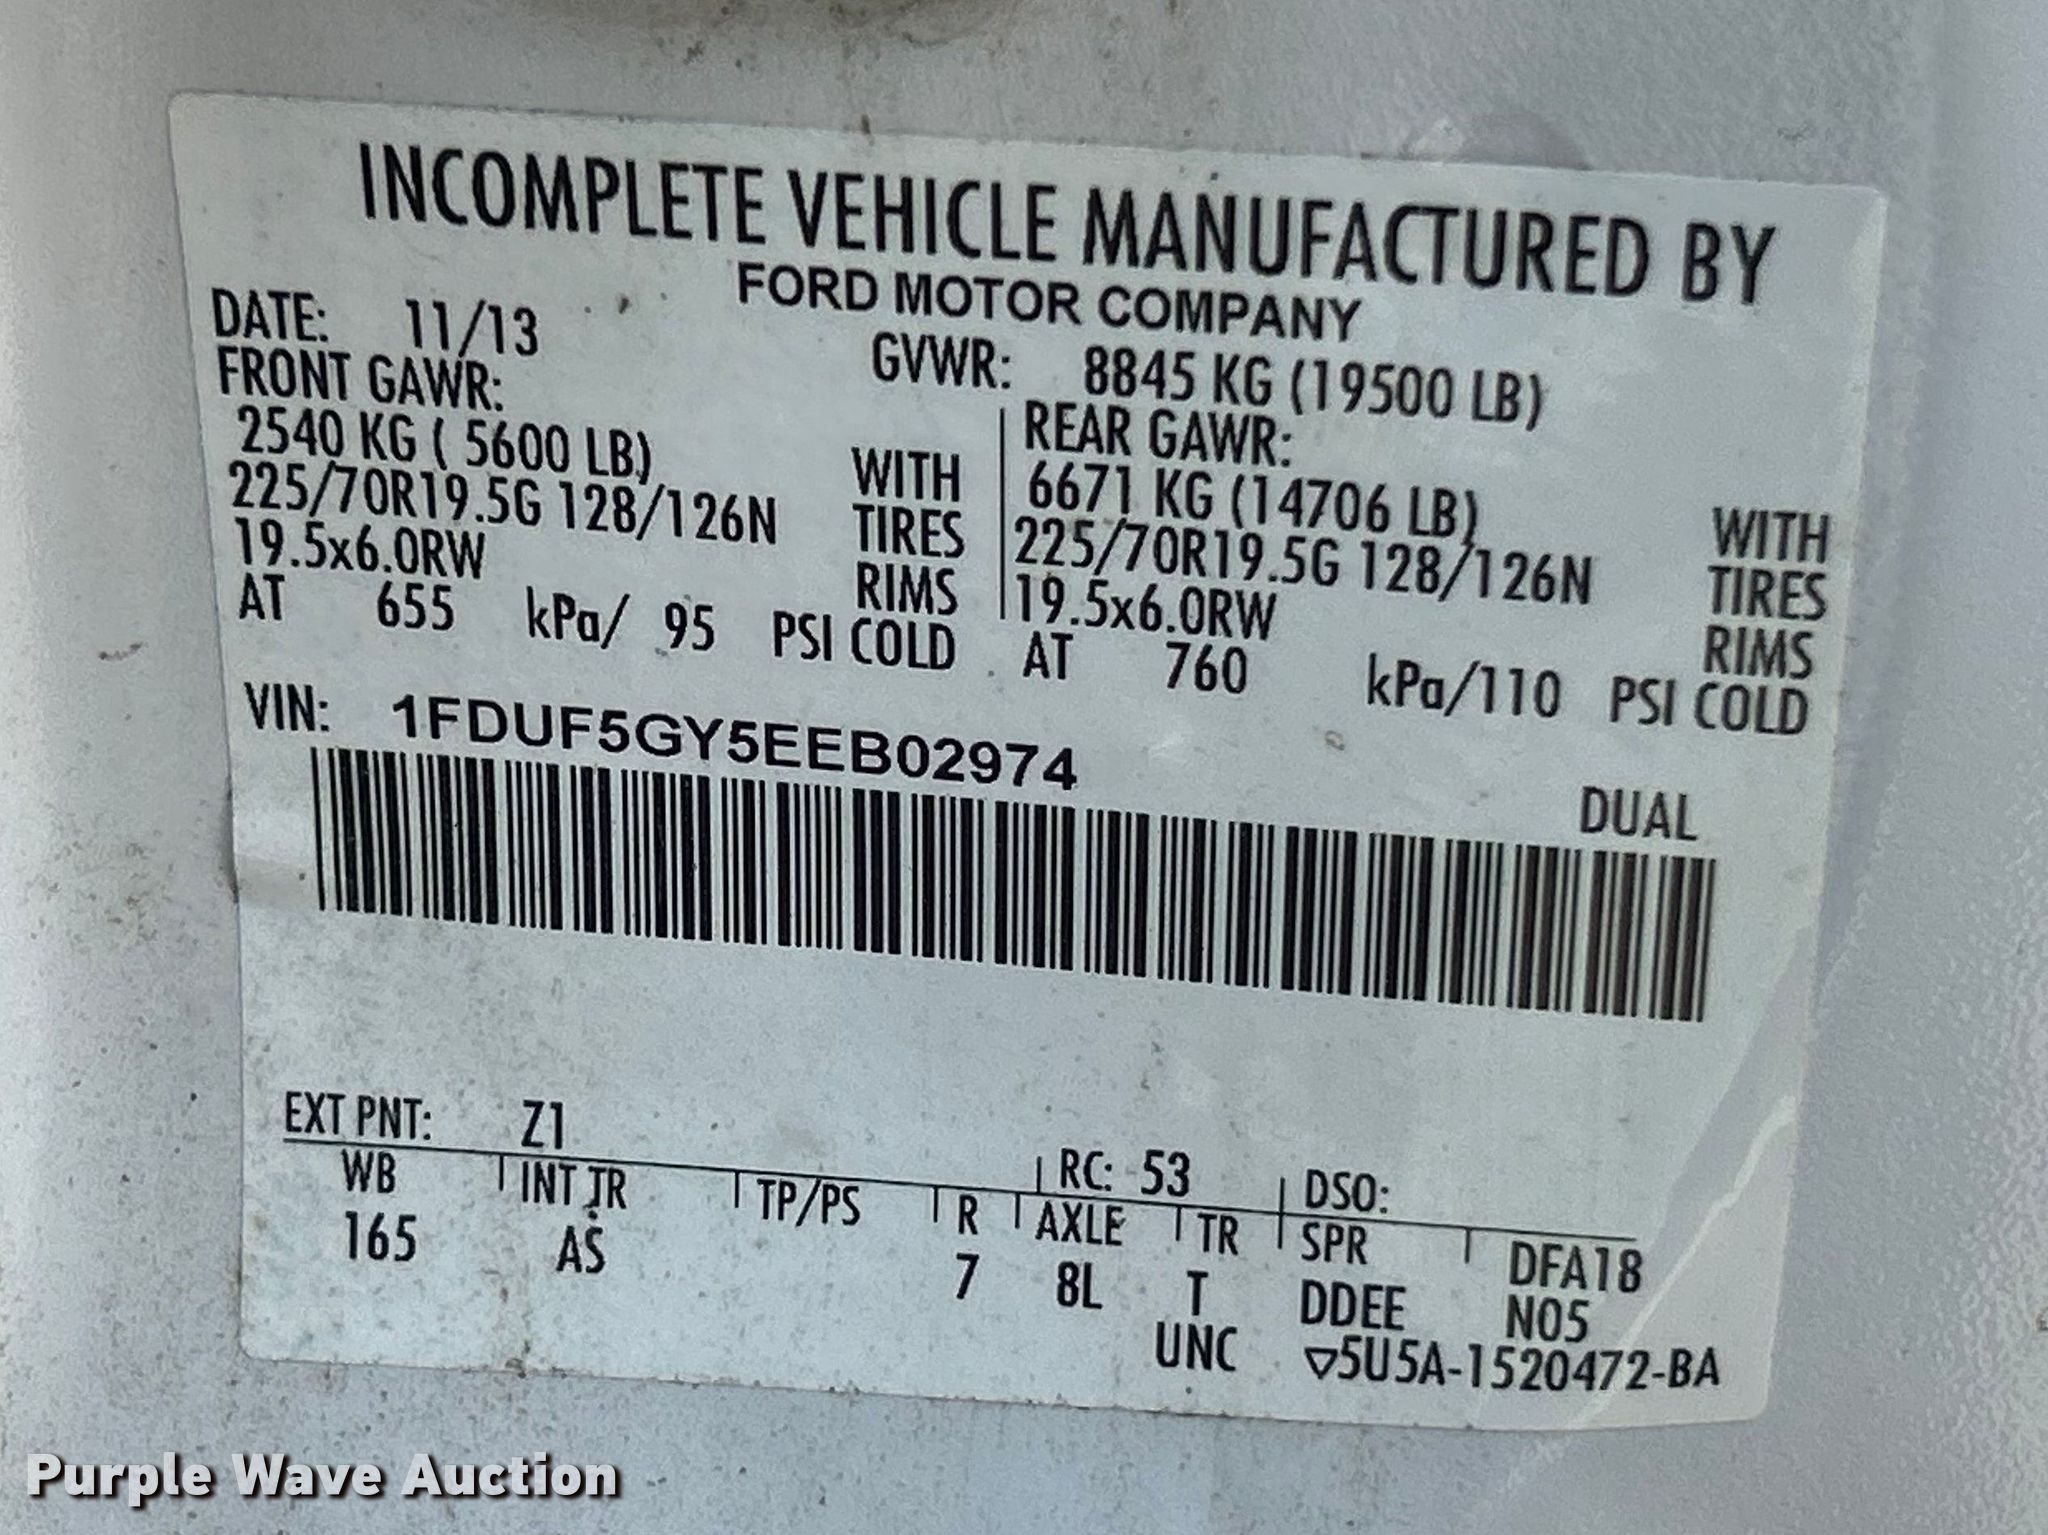 INCOMPLETE VEHICLE MANUFACTURED BY
FORD MOTOR COMPANY
DATE: 11/13 GVWR: 8845 KG (19500 LB)
FRONT GAWR: REAR GAWR:
2540 KG ( 5600 LB) WITH 6671 KG (14706 LB) WITH
225/70R19.5G 128/126N TIRES 225/70R19.5G 128/126N TIRES
19.5x6.0RW RIMS 19.5x6.0RW RIMS
AT 655 kPa/ 95 PSI COLD AT 760 kPa/110 PSI COLD
VIN: 1FDUF5GY5EEB02974
DUAL
EXT PNT: Z1 RC: 53 DSO:
WB INT TR TP/PS R AXLE TR SPR DFA18
165 AS 7 8L T DDEE N05
UNC ▽5U5A-1520472-BA
Purple Wave Auction